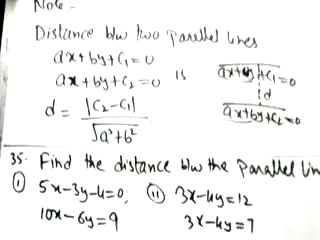 Note -
Distance b/w two parallel lines
ax+by+c₁=0
ax+by+c₂=0 is
d = |c₂-c₁| / √a²+b²
ax+by+c₁=0
d
ax+by+c₂=0
35. Find the distance b/w the parallel lin
(i) 5x-3y-4=0; (ii) 3x-4y=12
10x-6y=9 3x-4y=7